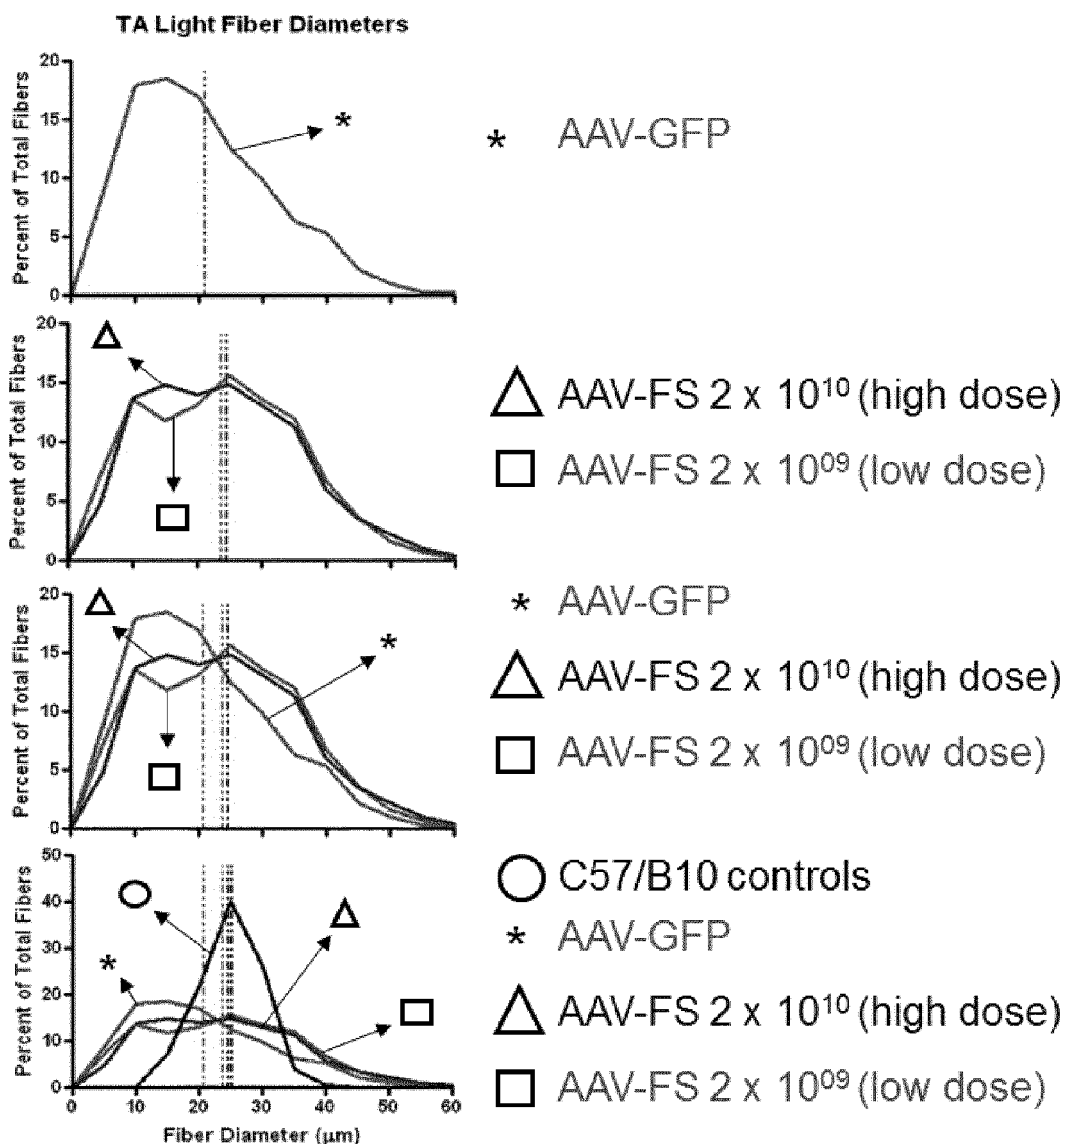 TA Light Fiber Diameters
Percent of Total Fibers
20
15
10
5
0
*
* AAV-GFP
Percent of Total Fibers
20
15
10
5
0
△ AAV-FS 2 x 10¹⁰ (high dose)
□ AAV-FS 2 x 10⁰⁹ (low dose)
Percent of Total Fibers
20
15
10
5
0
*
* AAV-GFP
△ AAV-FS 2 x 10¹⁰ (high dose)
□ AAV-FS 2 x 10⁰⁹ (low dose)
Percent of Total Fibers
50
40
30
20
10
0
*
0 10 20 30 40 50 60
Fiber Diameter (µm)
○ C57/B10 controls
* AAV-GFP
△ AAV-FS 2 x 10¹⁰ (high dose)
□ AAV-FS 2 x 10⁰⁹ (low dose)